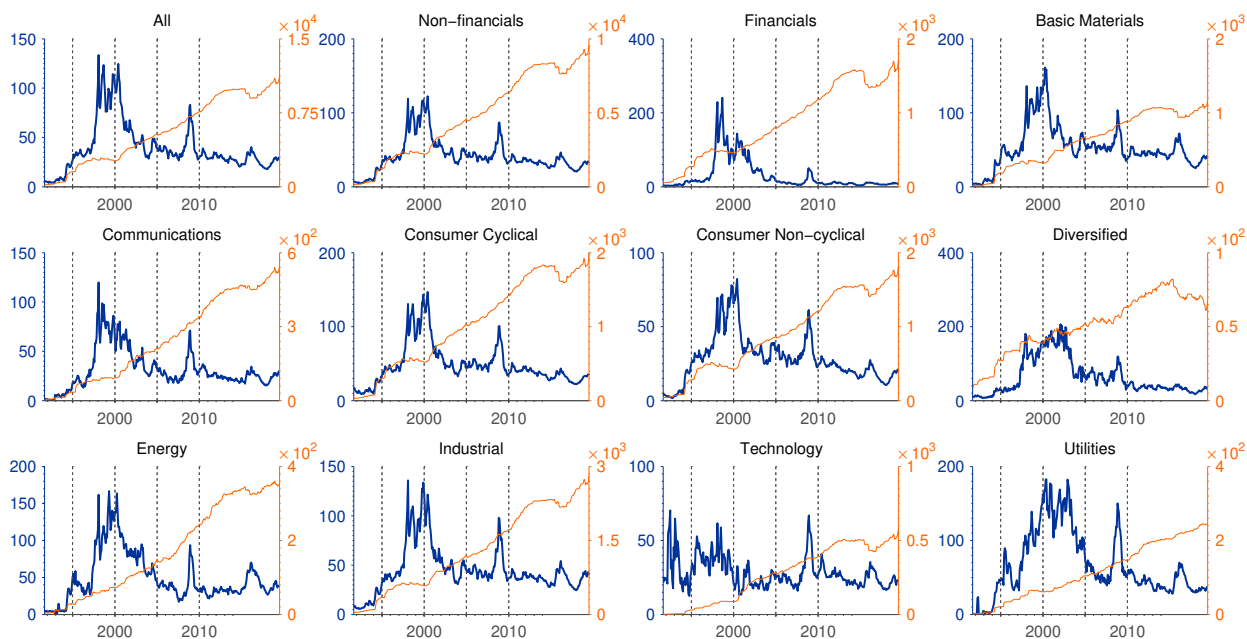 All
Non−financials
Financials
Basic Materials
× 10^4
× 10^4
× 10^3
× 10^3
150 1.5 200 1 400 2 200 2
100 0.75 100 0.5 200 1 150 1
50 100
50
0 0 0 0 0 0 0 0
2000 2010 2000 2010 2000 2010 2000 2010
Communications
Consumer Cyclical
Consumer Non−cyclical
Diversified
× 10^2
× 10^3
× 10^3
× 10^2
150 6 200 2 100 2 400 1
100 3 100 1 50 1 200 0.5
50
0 0 0 0 0 0 0 0
2000 2010 2000 2010 2000 2010 2000 2010
Energy
Industrial
Technology
Utilities
× 10^2
× 10^3
× 10^3
× 10^2
200 4 150 3 100 1 200 4
150 2 100 1.5 50 0.5 100 2
100 50
50
0 0 0 0 0 0 0 0
2000 2010 2000 2010 2000 2010 2000 2010